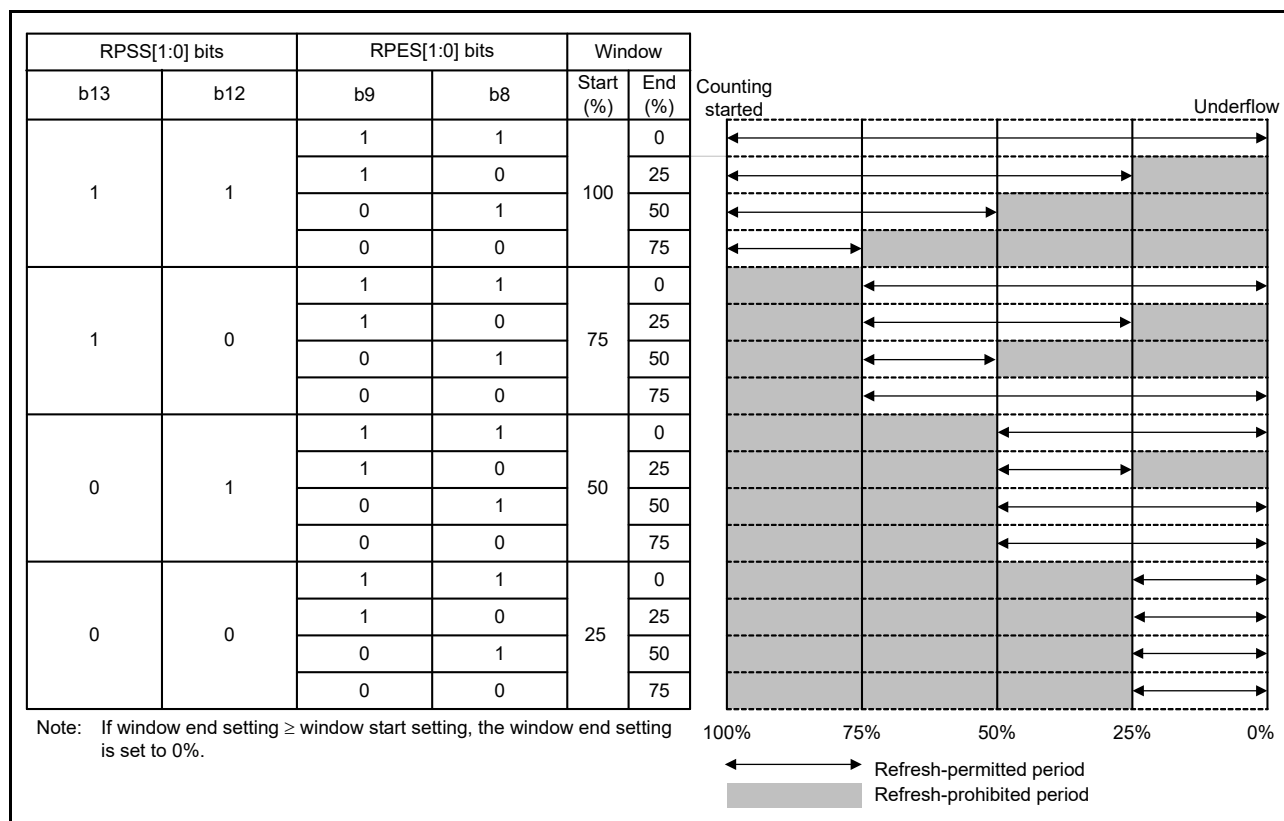 RPSS[1:0] bits RPES[1:0] bits Window
b13 b12 b9 b8 Start (%) End (%) Counting started Underflow
1 1 1 1 100 0
1 0 25
0 1 50
0 0 75
1 0 1 1 75 0
1 0 25
0 1 50
0 0 75
0 1 1 1 50 0
1 0 25
0 1 50
0 0 75
0 0 1 1 25 0
1 0 25
0 1 50
0 0 75
Note: If window end setting ≥ window start setting, the window end setting
is set to 0%.
100% 75% 50% 25% 0%
Refresh-permitted period
Refresh-prohibited period